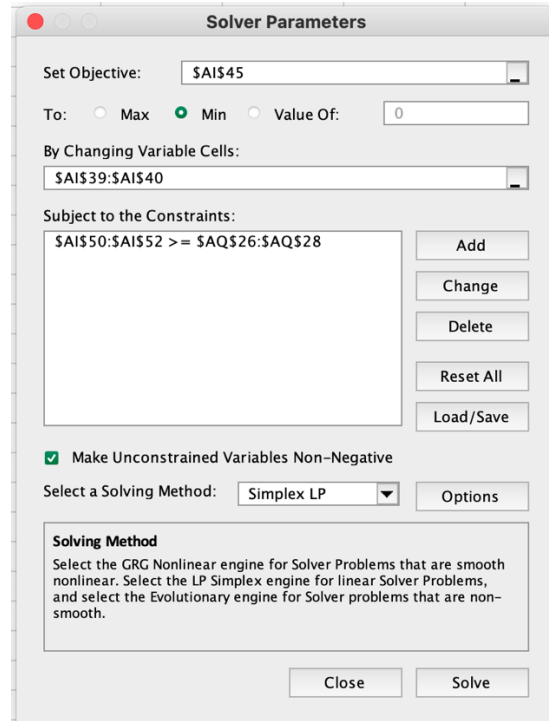 Solver Parameters
Set Objective: $AI$45
To: Max Min Value Of: 0
By Changing Variable Cells:
$AI$39:$AI$40
Subject to the Constraints:
$AI$50:$AI$52 >= $AQ$26:$AQ$28
Add
Change
Delete
Reset All
Load/Save
Make Unconstrained Variables Non-Negative
Select a Solving Method: Simplex LP Options
Solving Method
Select the GRG Nonlinear engine for Solver Problems that are smooth
nonlinear. Select the LP Simplex engine for linear Solver Problems,
and select the Evolutionary engine for Solver problems that are non-
smooth.
Close Solve